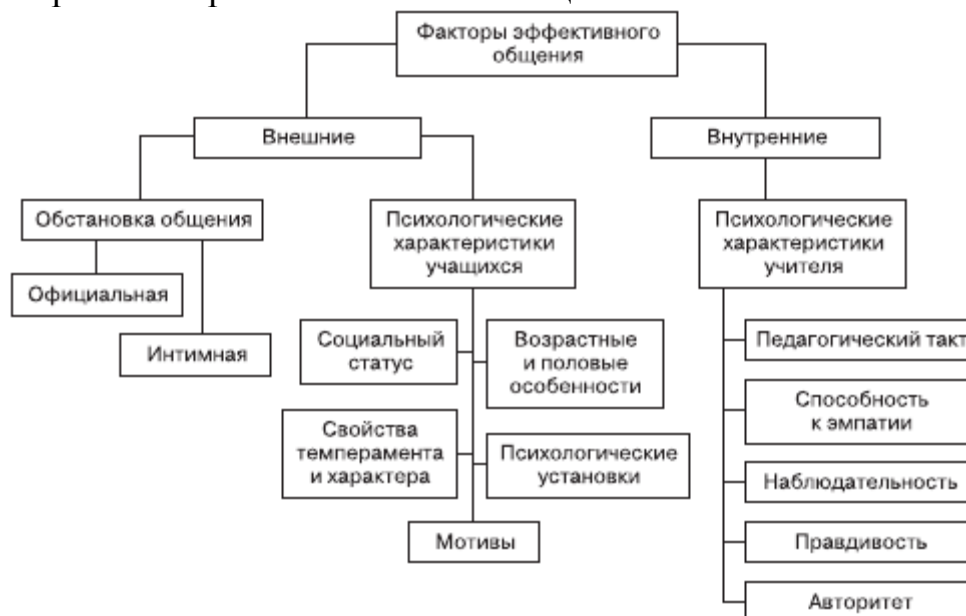 Факторы эффективного
общения
Внешние
Внутренние
Обстановка общения
Психологические
характеристики
учащихся
Психологические
характеристики
учителя
Официальная
Интимная
Социальный
статус
Возрастные
и половые
особенности
Педагогический такт
Способность
к эмпатии
Свойства
темперамента
и характера
Психологические
установки
Наблюдательность
Мотивы
Правдивость
Авторитет